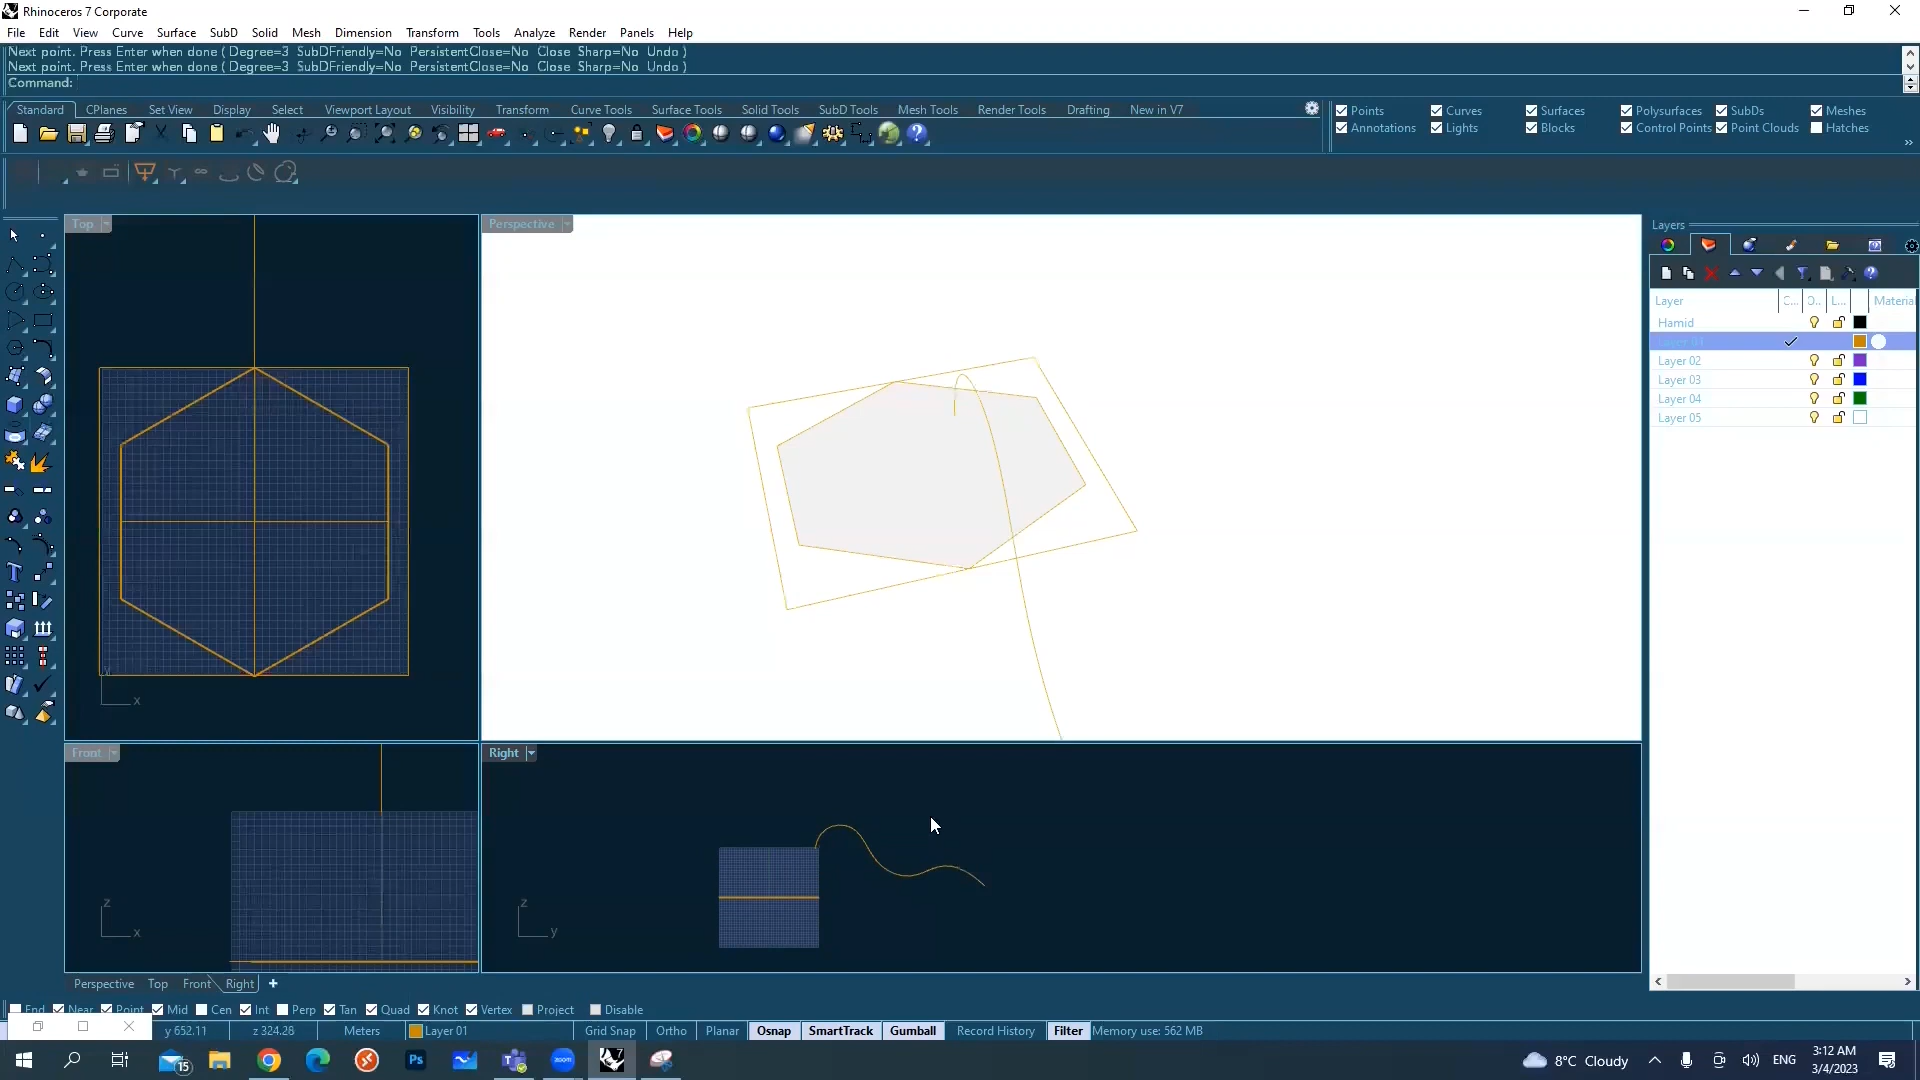 Rhinoceros 7 Corporate
File Edit View Curve Surface SubD Solid Mesh Dimension Transform Tools Analyze Render Panels Help
Next point. Press Enter when done ( Degree=3 SubDFriendly=No PersistentClose=No Close Sharp=No Undo )
Next point. Press Enter when done ( Degree=3 SubDFriendly=No PersistentClose=No Close Sharp=No Undo )
Command:
Standard CPlanes Set View Display Select Viewport Layout Visibility Transform Curve Tools Surface Tools Solid Tools SubD Tools Mesh Tools Render Tools Drafting New in V7
Points Curves Surfaces Polysurfaces SubDs Meshes
Annotations Lights Blocks Control Points Point Clouds Hatches
Top
Perspective
Layers
Layer C... O.. L... Material
Hamid
Layer 01
Layer 02
Layer 03
Layer 04
Layer 05
y
x
Front
Right
z
x
z
y
Perspective Top Front Right
End Near Point Mid Cen Int Perp Tan Quad Knot Vertex Project Disable
y 652.11 z 324.28 Meters Layer 01 Grid Snap Ortho Planar Osnap SmartTrack Gumball Record History Filter Memory use: 562 MB
15
Ps
zoom
7
8°C Cloudy
ENG
3:12 AM
3/4/2023